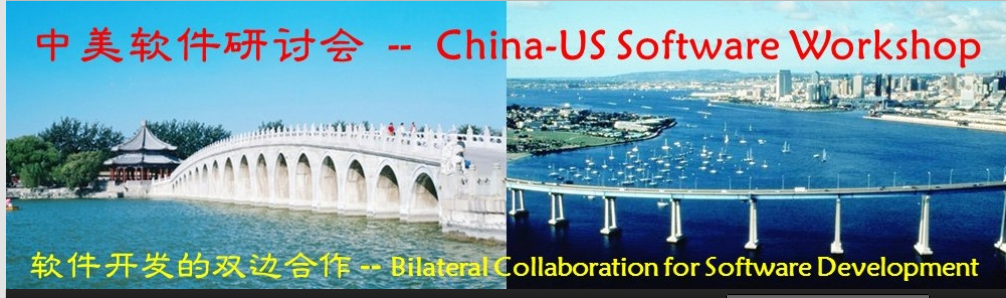 中美软件研讨会 -- China-US Software Workshop
软件开发的双边合作 -- Bilateral Collaboration for Software Development